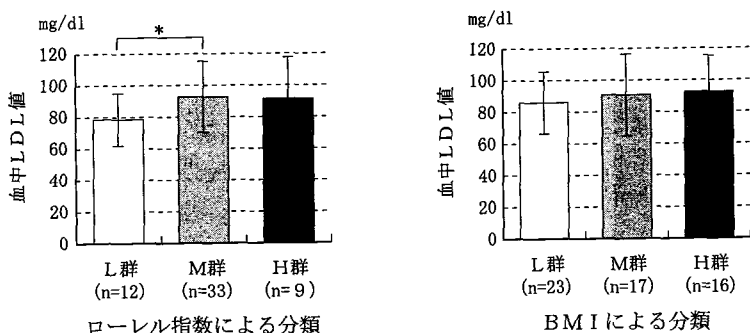 mg/dl
*
120
100
80
60
40
20
0
血中LDL値
L群 M群 H群
(n=12) (n=33) (n=9)
ローレル指数による分類
mg/dl
120
100
80
60
40
20
0
血中LDL値
L群 M群 H群
(n=23) (n=17) (n=16)
BMIによる分類